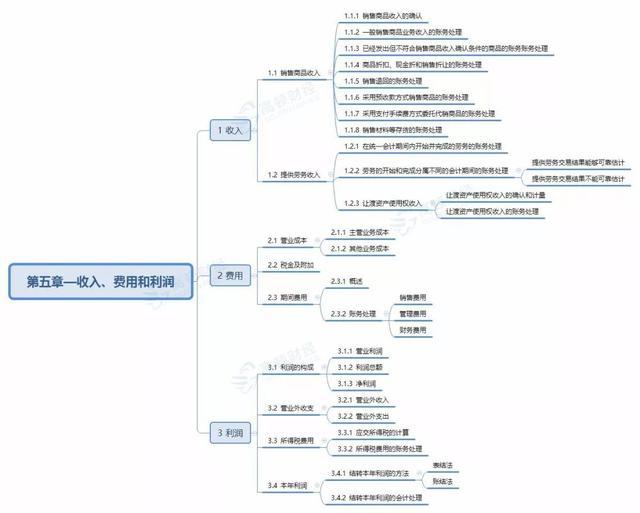 第五章—收入、费用和利润
1 收入
1.1 销售商品收入
1.1.1 销售商品收入的确认
1.1.2 一般销售商品业务收入的账务处理
1.1.3 已经发出但不符合销售商品收入确认条件的商品的账务账务处理
1.1.4 商品折扣、现金折和销售折让的账务处理
1.1.5 销售退回的账务处理
1.1.6 采用预收款方式销售商品的账务处理
1.1.7 采用支付手续费方式委托代销商品的账务处理
1.1.8 销售材料等存货的账务处理
1.2 提供劳务收入
1.2.1 在统一会计期间内开始并完成的劳务的账务处理
1.2.2 劳务的开始和完成分属不同的会计期间的账务处理
提供劳务交易结果能够可靠估计
提供劳务交易结果不能可靠估计
1.2.3 让渡资产使用权收入
让渡资产使用权收入的确认和计量
让渡资产使用权收入的账务处理
2 费用
2.1 营业成本
2.1.1 主营业务成本
2.1.2 其他业务成本
2.2 税金及附加
2.3 期间费用
2.3.1 概述
2.3.2 账务处理
销售费用
管理费用
财务费用
3 利润
3.1 利润的构成
3.1.1 营业利润
3.1.2 利润总额
3.1.3 净利润
3.2 营业外收支
3.2.1 营业外收入
3.2.2 营业外支出
3.3 所得税费用
3.3.1 应交所得税的计算
3.3.2 所得税费用的账务处理
3.4 本年利润
3.4.1 结转本年利润的方法
表结法
账结法
3.4.2 结转本年利润的会计处理
高顿财经